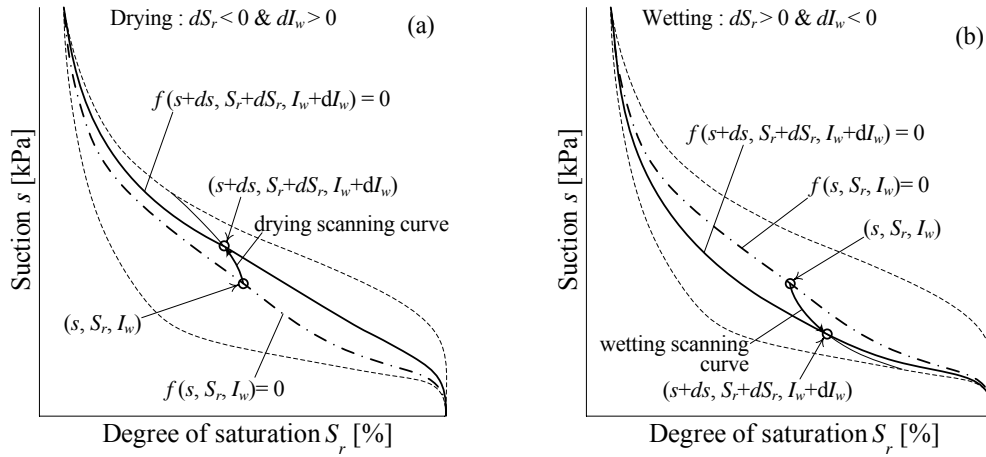 Drying : dSr < 0 & dIw > 0
(a)
f (s+ds, Sr+dSr, Iw+dIw) = 0
(s+ds, Sr+dSr, Iw+dIw)
drying scanning curve
(s, Sr, Iw)
f (s, Sr, Iw)= 0
Suction s [kPa]
Degree of saturation Sr [%]
Wetting : dSr > 0 & dIw < 0
(b)
f (s+ds, Sr+dSr, Iw+dIw) = 0
f (s, Sr, Iw)= 0
(s, Sr, Iw)
wetting scanning
curve
(s+ds, Sr+dSr, Iw+dIw)
Suction s [kPa]
Degree of saturation Sr [%]